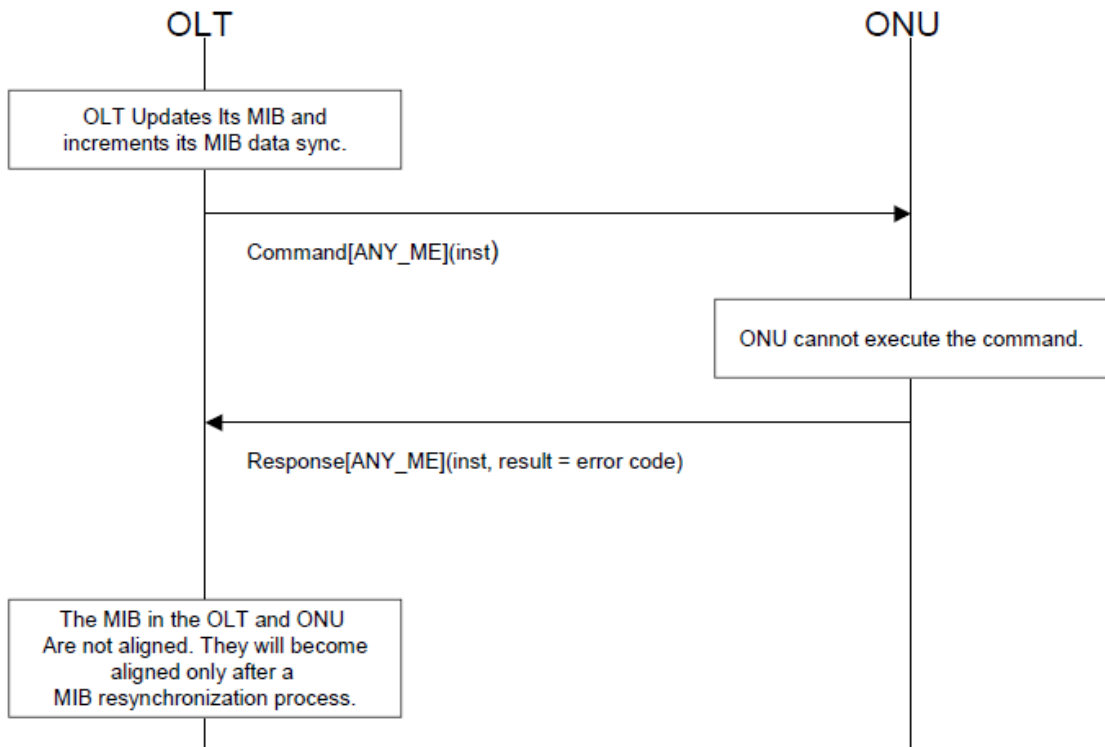 OLT
ONU
OLT Updates Its MIB and
increments its MIB data sync.
Command[ANY_ME](inst)
ONU cannot execute the command.
Response[ANY_ME](inst, result = error code)
The MIB in the OLT and ONU
Are not aligned. They will become
aligned only after a
MIB resynchronization process.